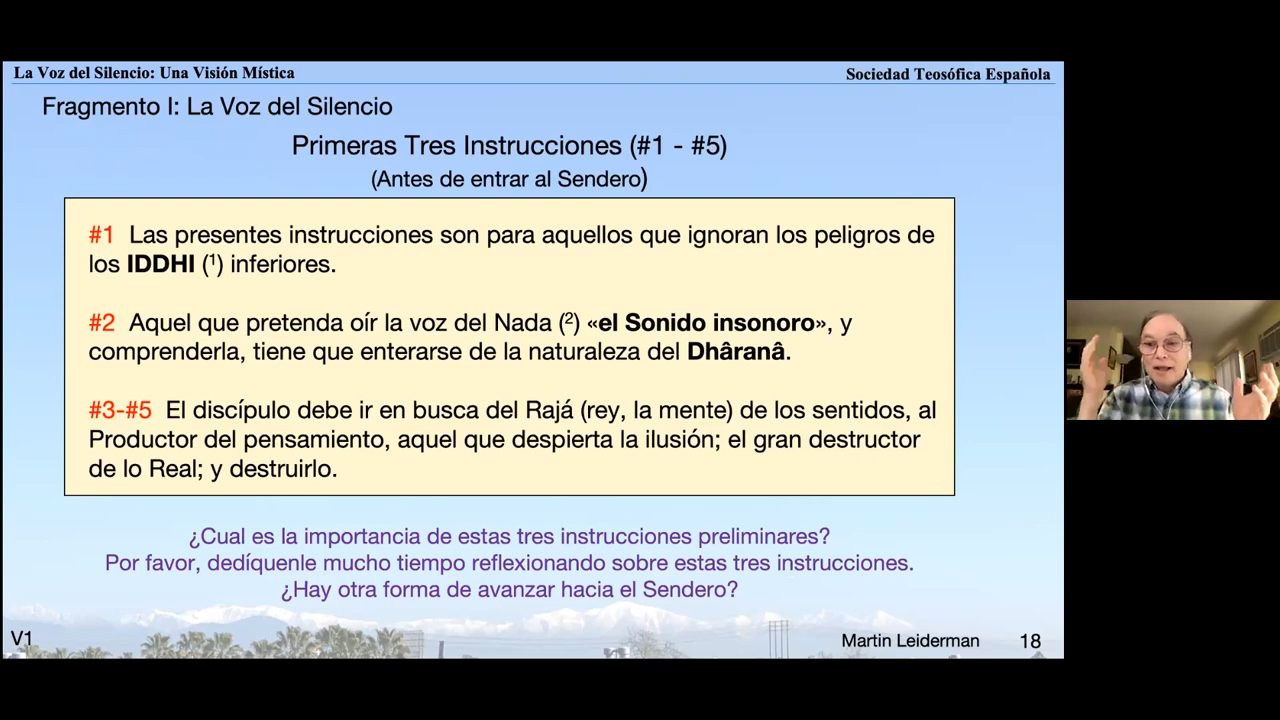 La Voz del Silencio: Una Visión Mística
Sociedad Teosófica Española
Fragmento I: La Voz del Silencio
Primeras Tres Instrucciones (#1 - #5)
(Antes de entrar al Sendero)
#1 Las presentes instrucciones son para aquellos que ignoran los peligros de
los IDDHI (¹) inferiores.
#2 Aquel que pretenda oír la voz del Nada (²) «el Sonido insonoro», y
comprenderla, tiene que enterarse de la naturaleza del Dhâranâ.
#3-#5 El discípulo debe ir en busca del Rajá (rey, la mente) de los sentidos, al
Productor del pensamiento, aquel que despierta la ilusión; el gran destructor
de lo Real; y destruirlo.
¿Cual es la importancia de estas tres instrucciones preliminares?
Por favor, dedíquenle mucho tiempo reflexionando sobre estas tres instrucciones.
¿Hay otra forma de avanzar hacia el Sendero?
V1
Martin Leiderman
18